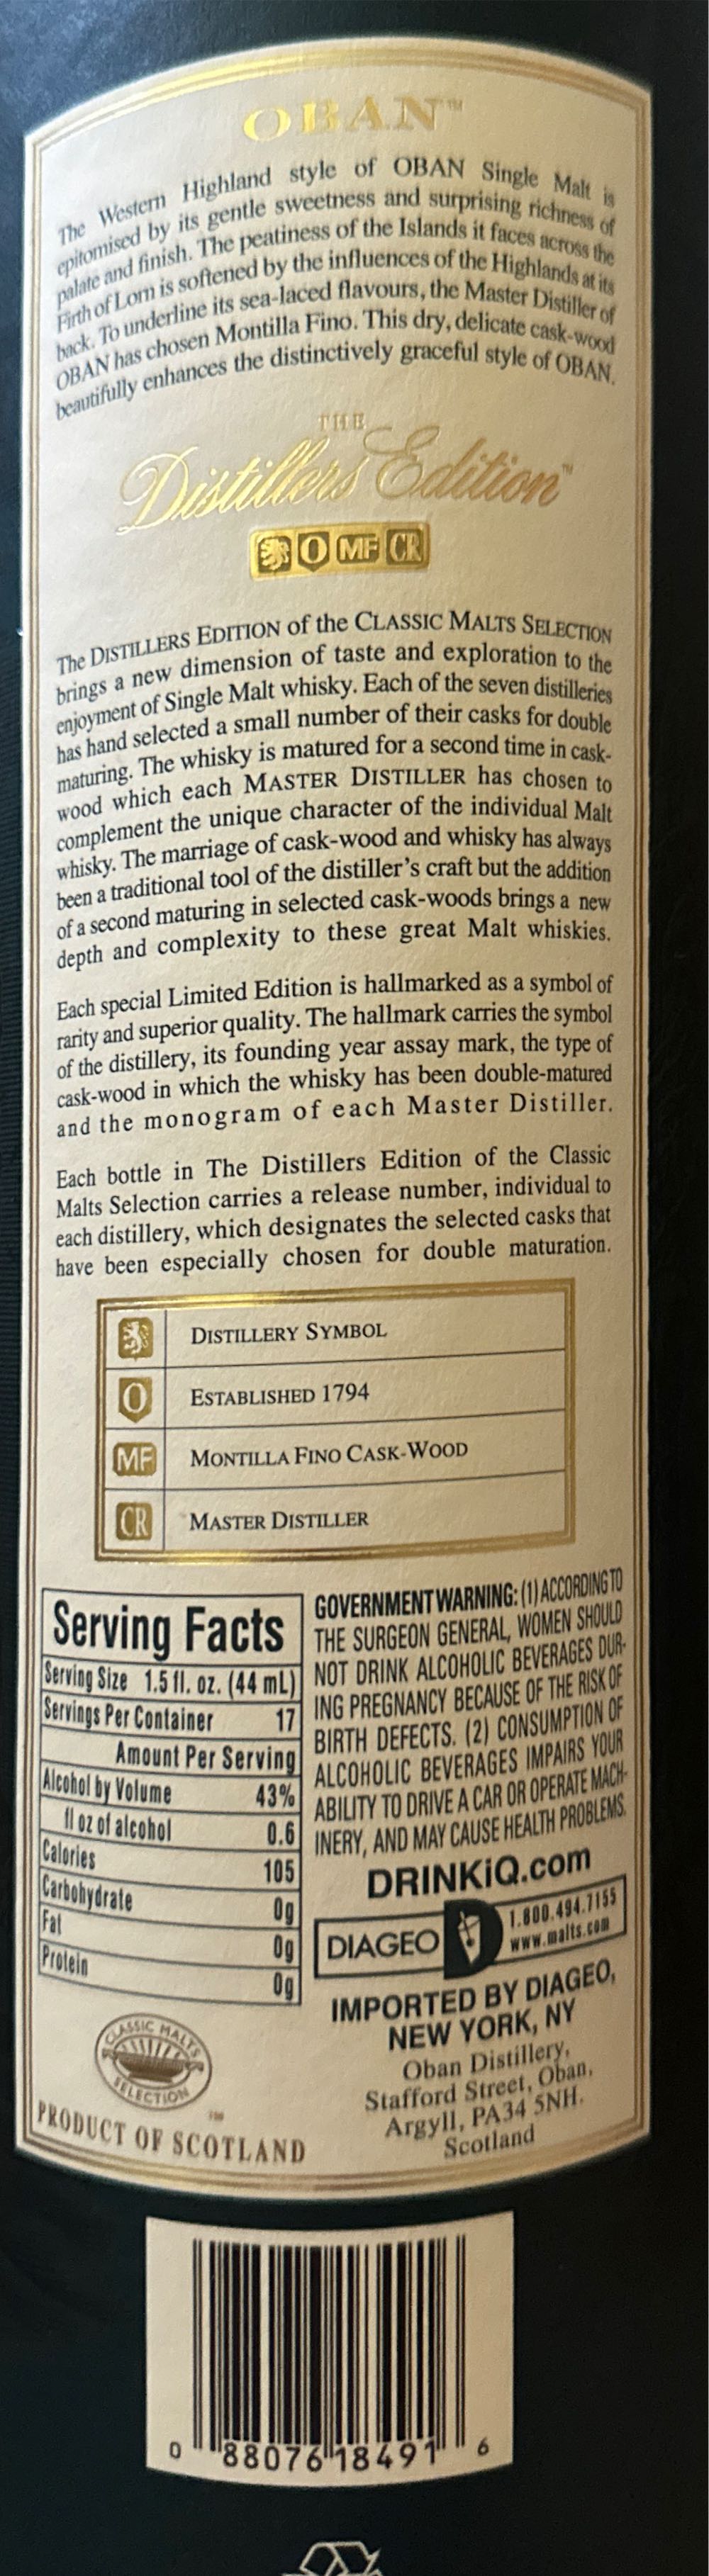 OBAN™
The Western Highland style of OBAN Single Malt is
epitomised by its gentle sweetness and surprising richness of
palate and finish. The peatiness of the Islands it faces across the
Firth of Lorn is softened by the influences of the Highlands at its
back. To underline its sea-laced flavours, the Master Distiller of
OBAN has chosen Montilla Fino. This dry, delicate cask-wood
beautifully enhances the distinctively graceful style of OBAN.
THE
Distillers Edition™
O MF CR
The DISTILLERS EDITION of the CLASSIC MALTS SELECTION
brings a new dimension of taste and exploration to the
enjoyment of Single Malt whisky. Each of the seven distilleries
has hand selected a small number of their casks for double
maturing. The whisky is matured for a second time in cask-
wood which each MASTER DISTILLER has chosen to
complement the unique character of the individual Malt
whisky. The marriage of cask-wood and whisky has always
been a traditional tool of the distiller's craft but the addition
of a second maturing in selected cask-woods brings a new
depth and complexity to these great Malt whiskies.
Each special Limited Edition is hallmarked as a symbol of
rarity and superior quality. The hallmark carries the symbol
of the distillery, its founding year assay mark, the type of
cask-wood in which the whisky has been double-matured
and the monogram of each Master Distiller.
Each bottle in The Distillers Edition of the Classic
Malts Selection carries a release number, individual to
each distillery, which designates the selected casks that
have been especially chosen for double maturation.
DISTILLERY SYMBOL
O ESTABLISHED 1794
MF MONTILLA FINO CASK-WOOD
CR MASTER DISTILLER
Serving Facts
Serving Size 1.5 fl. oz. (44 mL)
Servings Per Container 17
Amount Per Serving
Alcohol by Volume 43%
fl oz of alcohol 0.6
Calories 105
Carbohydrate 0g
Fat 0g
Protein 0g
GOVERNMENT WARNING: (1) ACCORDING TO
THE SURGEON GENERAL, WOMEN SHOULD
NOT DRINK ALCOHOLIC BEVERAGES DUR-
ING PREGNANCY BECAUSE OF THE RISK OF
BIRTH DEFECTS. (2) CONSUMPTION OF
ALCOHOLIC BEVERAGES IMPAIRS YOUR
ABILITY TO DRIVE A CAR OR OPERATE MACH-
INERY, AND MAY CAUSE HEALTH PROBLEMS.
DRINKiQ.com
DIAGEO
1.800.494.7155
www.malts.com
IMPORTED BY DIAGEO,
NEW YORK, NY
Oban Distillery,
Stafford Street, Oban,
Argyll, PA34 5NH.
Scotland
CLASSIC MALTS
SELECTION
™
PRODUCT OF SCOTLAND
0 88076 18491 6